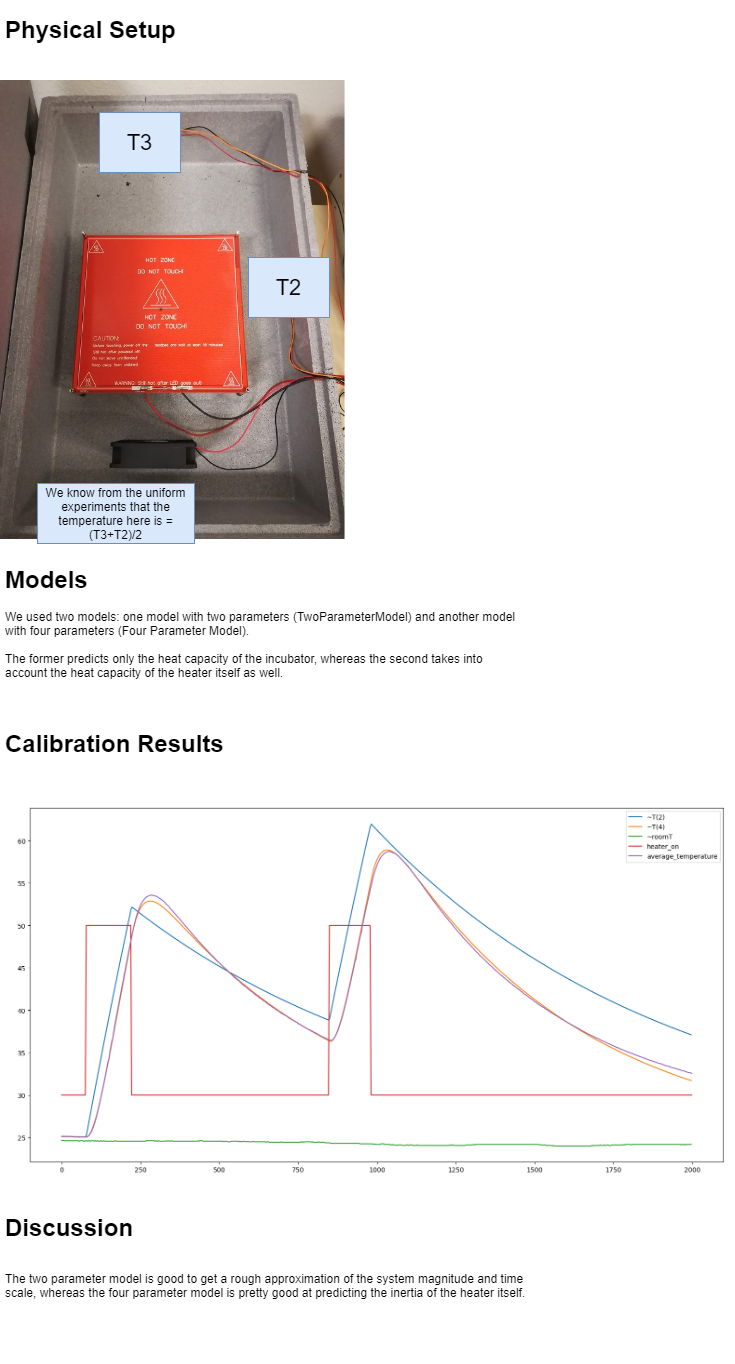 Physical Setup
T3
HOT ZONE
DO NOT TOUCH!
T2
HOT ZONE
DO NOT TOUCH!
CAUTION:
WARNING: Still hot after LED goes out!
We know from the uniform
experiments that the
temperature here is =
(T3+T2)/2
Models
We used two models: one model with two parameters (TwoParameterModel) and another model
with four parameters (Four Parameter Model).
The former predicts only the heat capacity of the incubator, whereas the second takes into
account the heat capacity of the heater itself as well.
Calibration Results
~T(2)
~T(4)
~roomT
heater_on
average_temperature
60
55
50
45
40
35
30
25
0 250 500 750 1000 1250 1500 1750 2000
Discussion
The two parameter model is good to get a rough approximation of the system magnitude and time
scale, whereas the four parameter model is pretty good at predicting the inertia of the heater itself.